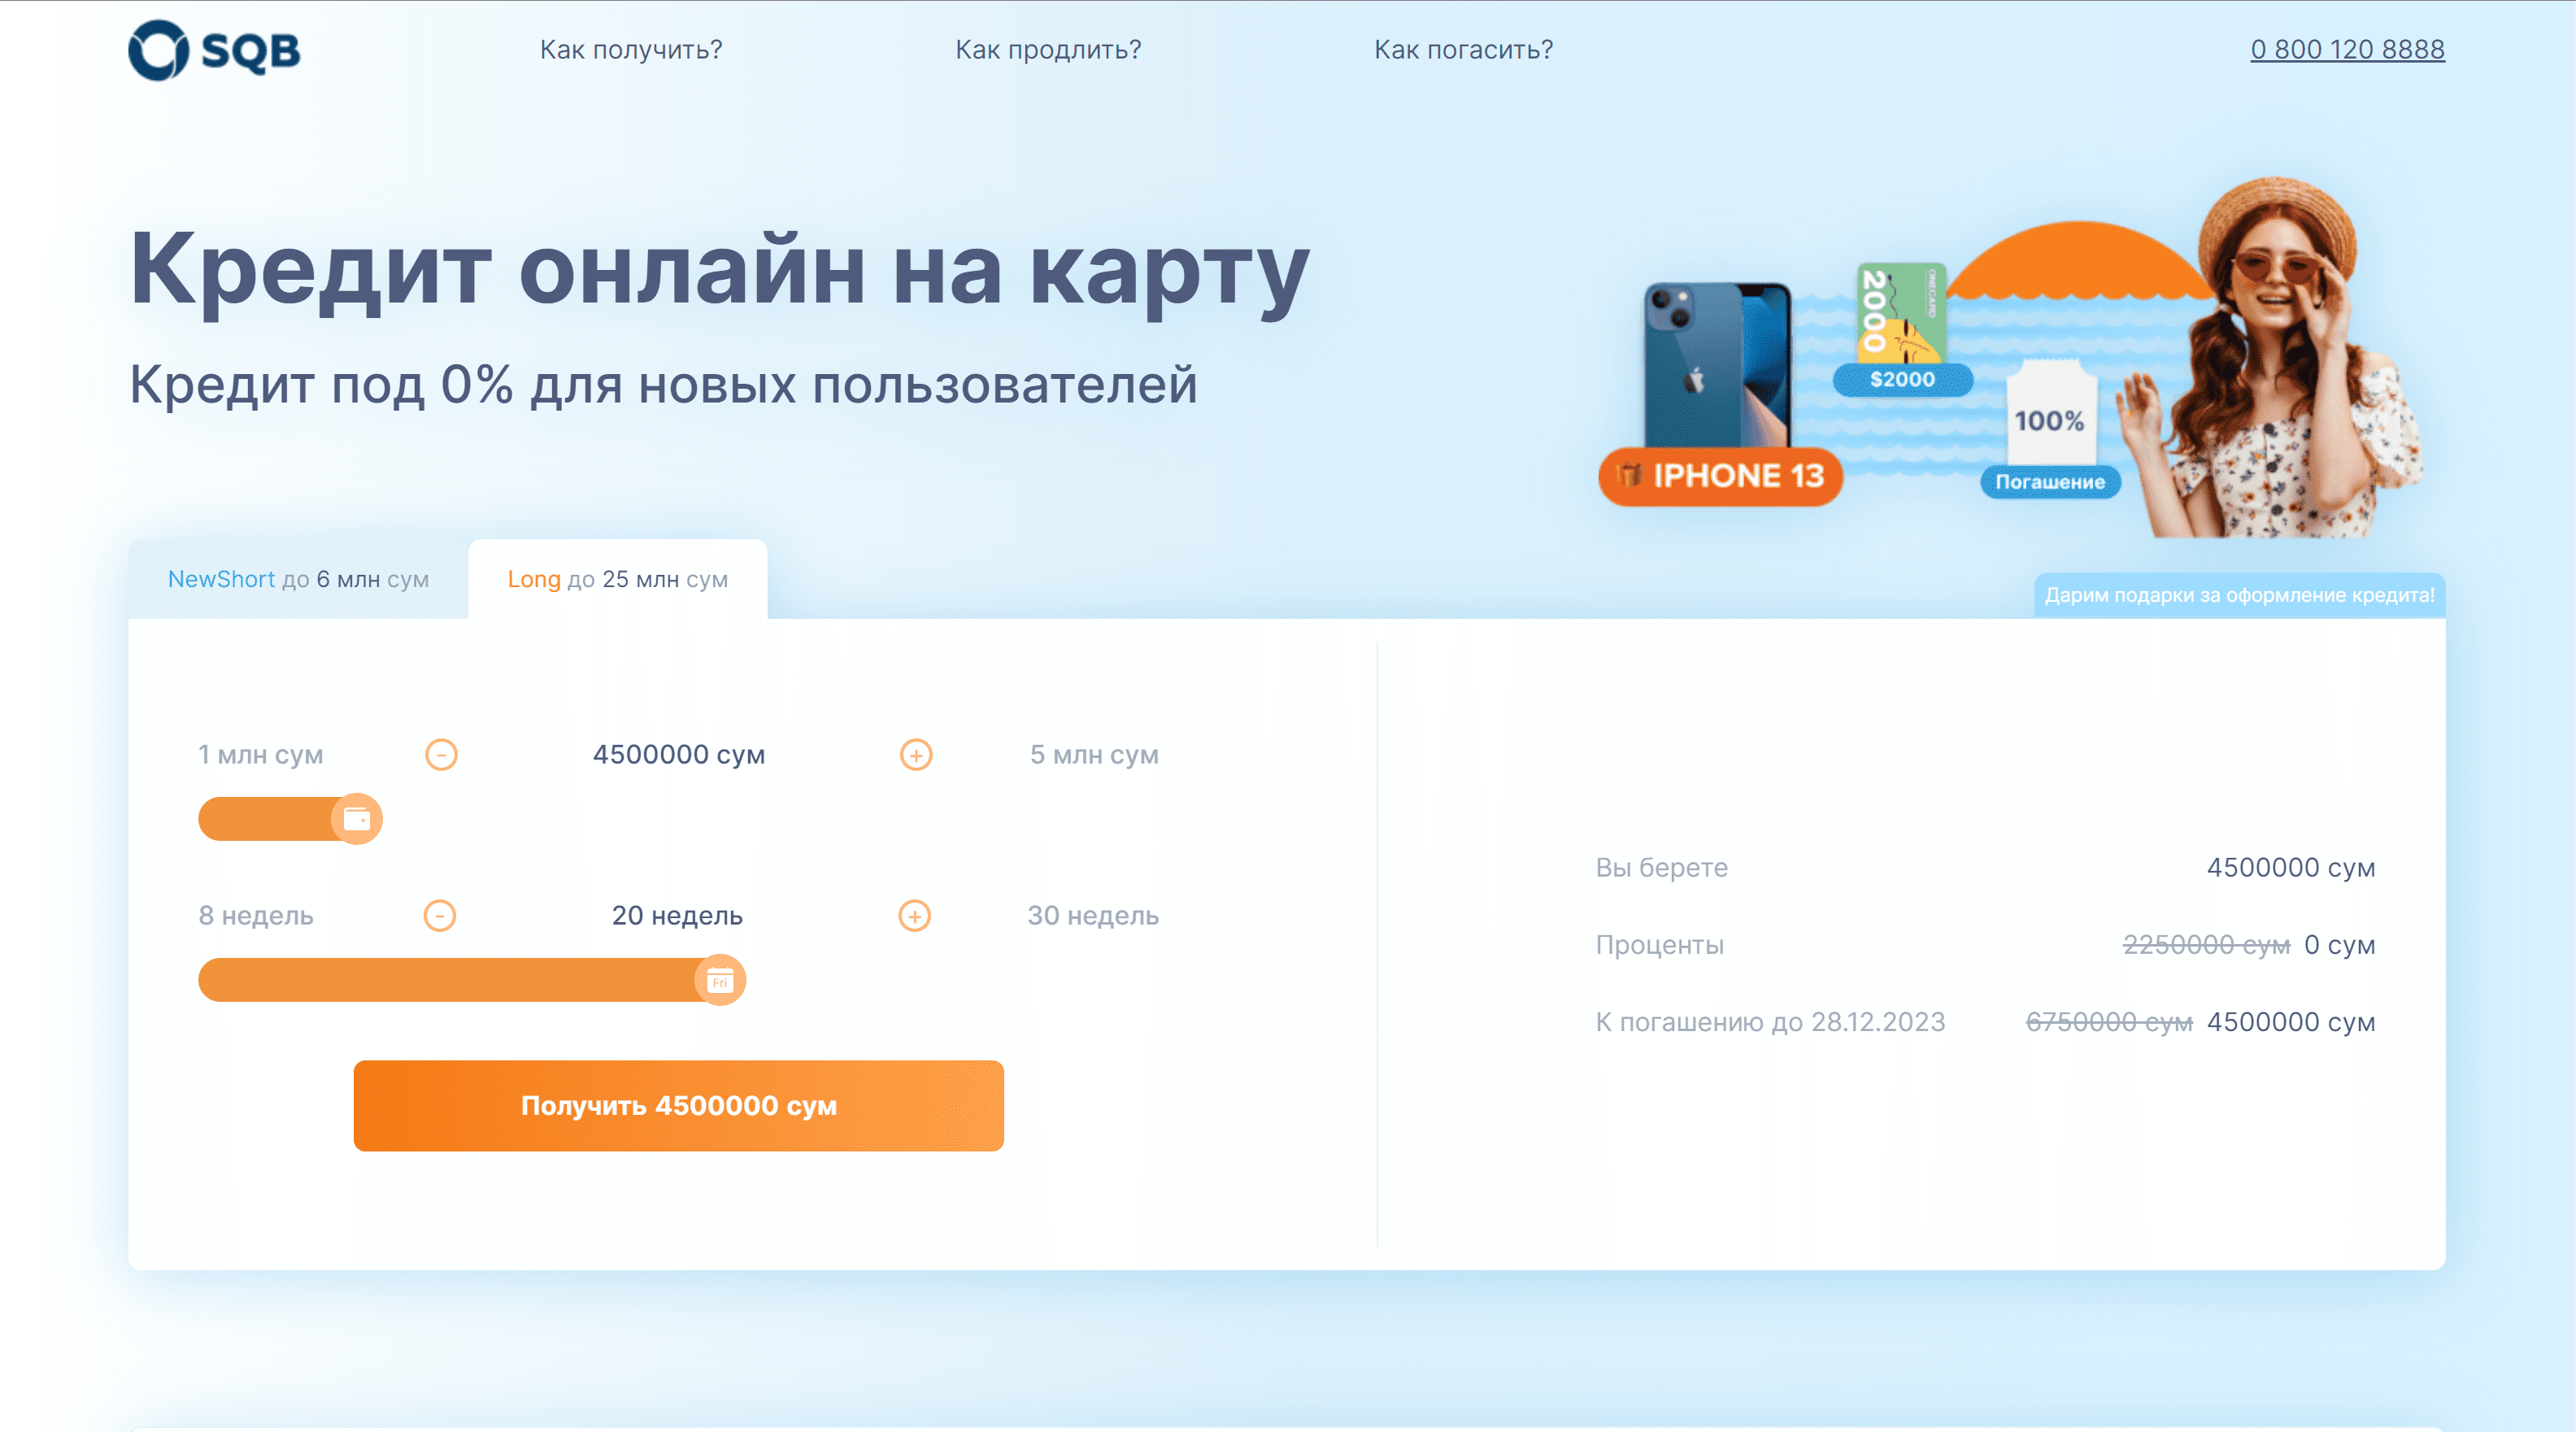 SQB
Как получить?
Как продлить?
Как погасить?
0 800 120 8888
Кредит онлайн на карту
Кредит под 0% для новых пользователей
2000
$2000
100%
IPHONE 13
Погашение
NewShort до 6 млн сум
Long до 25 млн сум
Дарим подарки за оформление кредита!
1 млн сум
-
4500000 сум
+
5 млн сум
8 недель
-
20 недель
+
30 недель
Fri
Получить 4500000 сум
Вы берете
4500000 сум
Проценты
2250000 сум 0 сум
К погашению до 28.12.2023
6750000 сум 4500000 сум